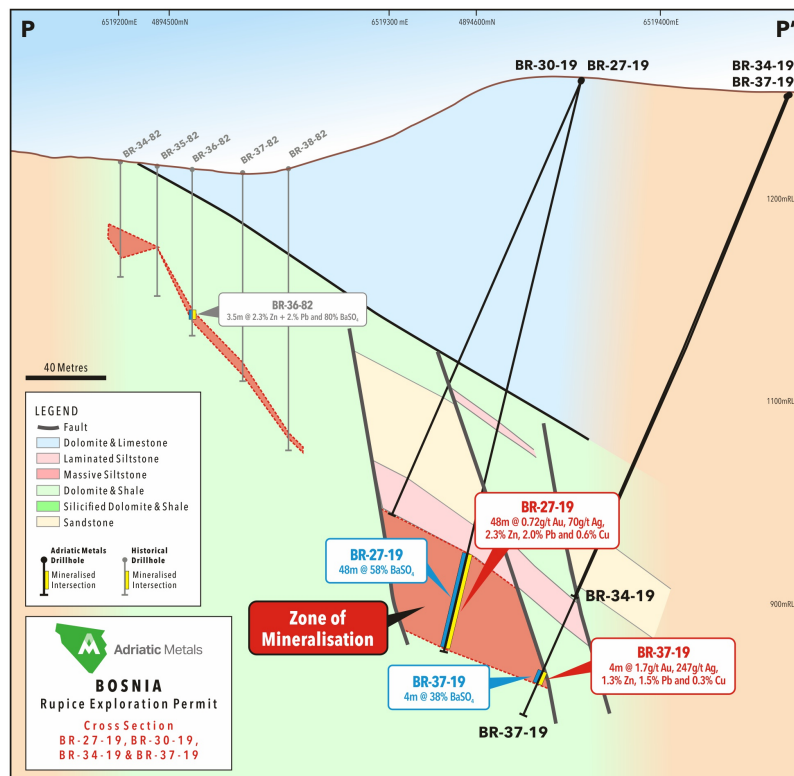 P
P'
6519200mE
4894500mN
6519300 mE
4894600mN
6519400 mE
BR-30-19
BR-27-19
BR-34-19
BR-37-19
BR-34-82
BR-35-82
BR-36-82
BR-37-82
BR-38-82
1200mRL
BR-36-82
3.5m @ 2.3% Zn + 2.% Pb and 80% BaSO₄
40 Metres
1100mRL
LEGEND
Fault
Dolomite & Limestone
Laminated Siltstone
Massive Siltstone
Dolomite & Shale
Silicified Dolomite & Shale
Sandstone
Adriatic Metals
Drillhole
Mineralised
Intersection
Historical
Drillhole
Mineralised
Intersection
BR-27-19
48m @ 0.72g/t Au, 70g/t Ag,
2.3% Zn, 2.0% Pb and 0.6% Cu
BR-27-19
48m @ 58% BaSO₄
BR-34-19
900mRL
Zone of
Mineralisation
BR-37-19
4m @ 1.7g/t Au, 247g/t Ag,
1.3% Zn, 1.5% Pb and 0.3% Cu
BR-37-19
4m @ 38% BaSO₄
BR-37-19
Adriatic Metals
BOSNIA
Rupice Exploration Permit
Cross Section
BR-27-19, BR-30-19,
BR-34-19 & BR-37-19